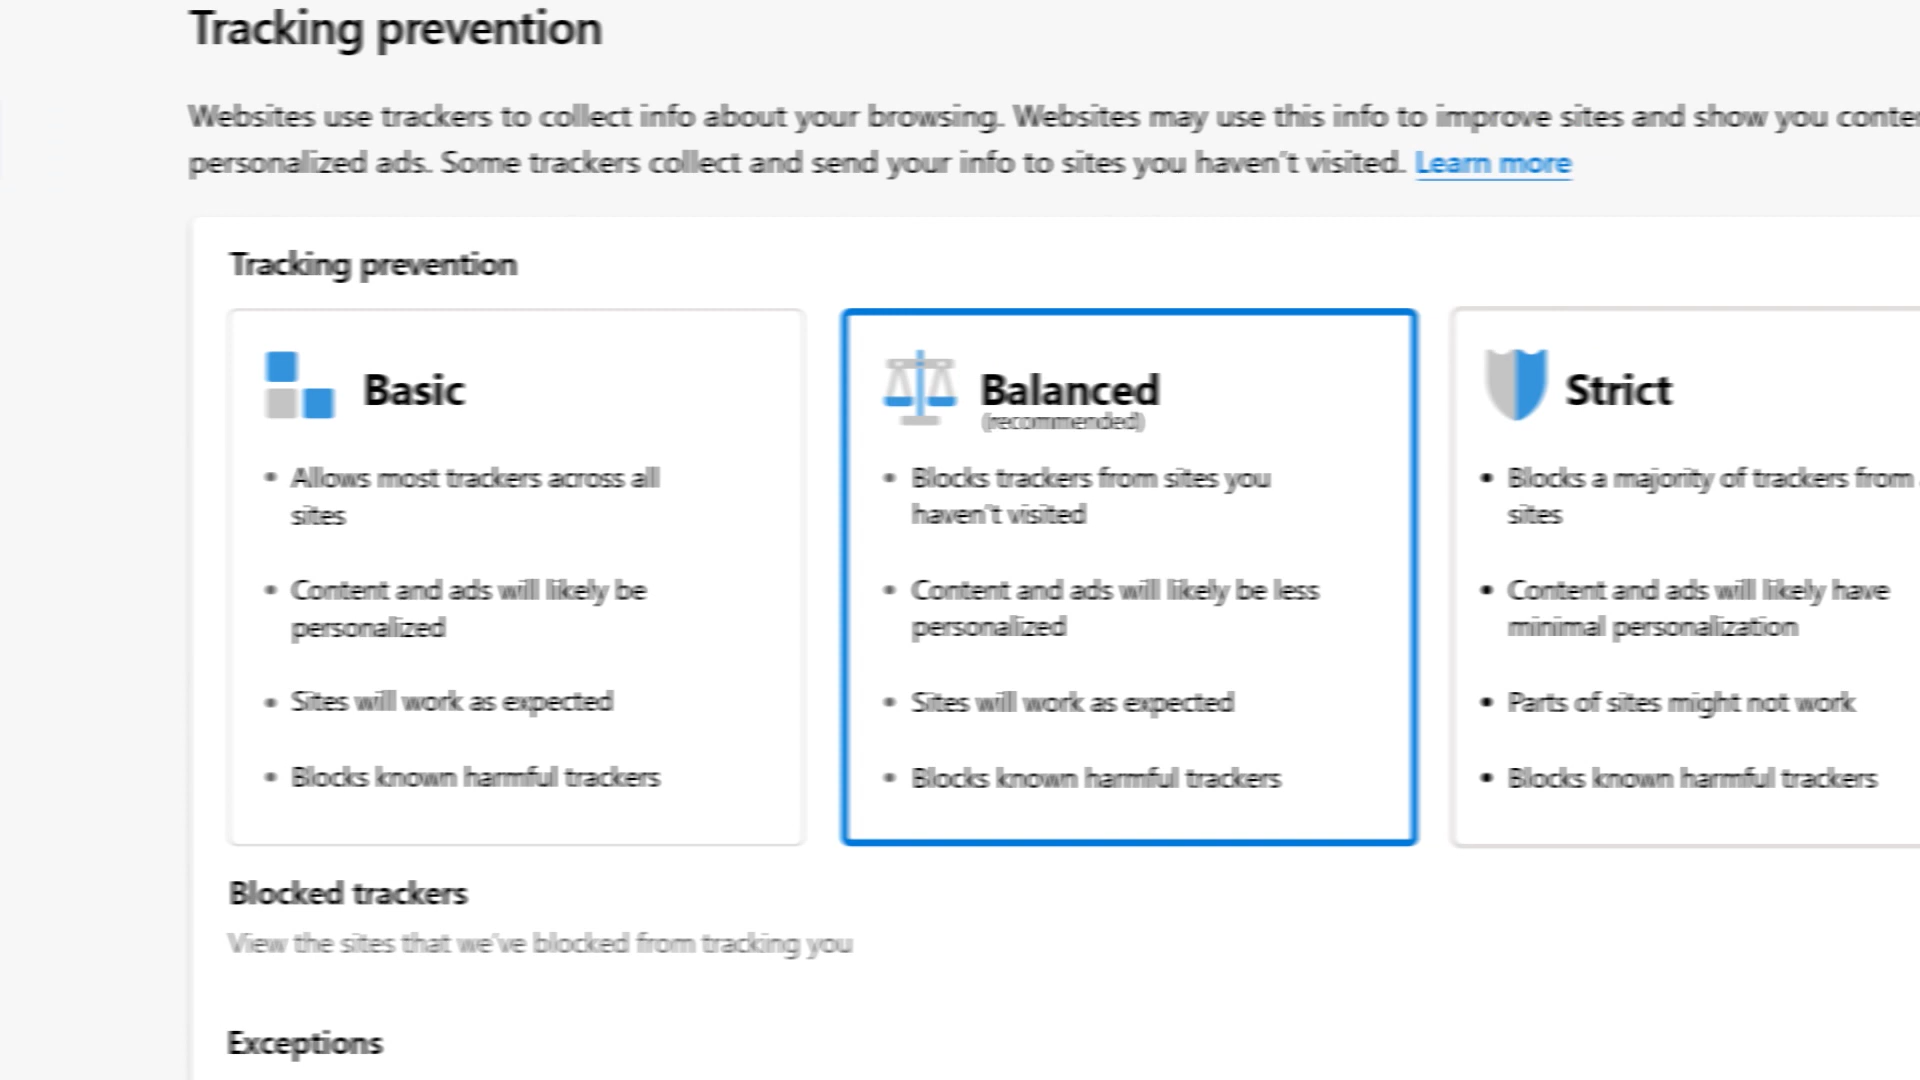 Tracking prevention
Websites use trackers to collect info about your browsing. Websites may use this info to improve sites and show you
personalized ads. Some trackers collect and send your info to sites you haven't visited. Learn more
Tracking prevention
Basic
Allows most trackers across all
sites
Content and ads will likely be
personalized
Sites will work as expected
Blocks known harmful trackers
Balanced
(recommended)
Blocks trackers from sites you
haven't visited
Content and ads will likely be less
personalized
Sites will work as expected
Blocks known harmful trackers
Strict
Blocks a majority of trackers from
sites
Content and ads will likely have
minimal personalization
Parts of sites might not work
Blocks known harmful trackers
Blocked trackers
View the sites that we've blocked from tracking you
Exceptions